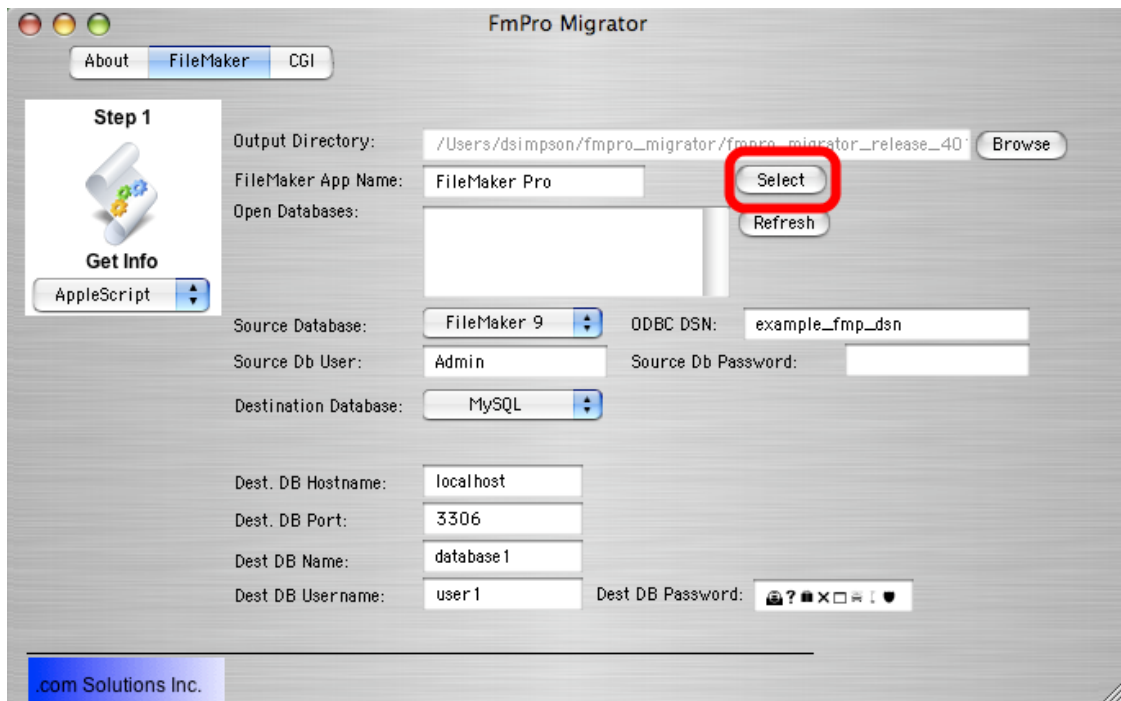 FmPro Migrator
About FileMaker CGI
Step 1
Get Info
AppleScript
Output Directory: /Users/dsimpson/fmpro_migrator/fmpro_migrator_release_40 Browse
FileMaker App Name: FileMaker Pro Select
Open Databases: Refresh
Source Database: FileMaker 9 ODBC DSN: example_fmp_dsn
Source Db User: Admin Source Db Password:
Destination Database: MySQL
Dest. DB Hostname: localhost
Dest. DB Port: 3306
Dest DB Name: database1
Dest DB Username: user1 Dest DB Password:
.com Solutions Inc.